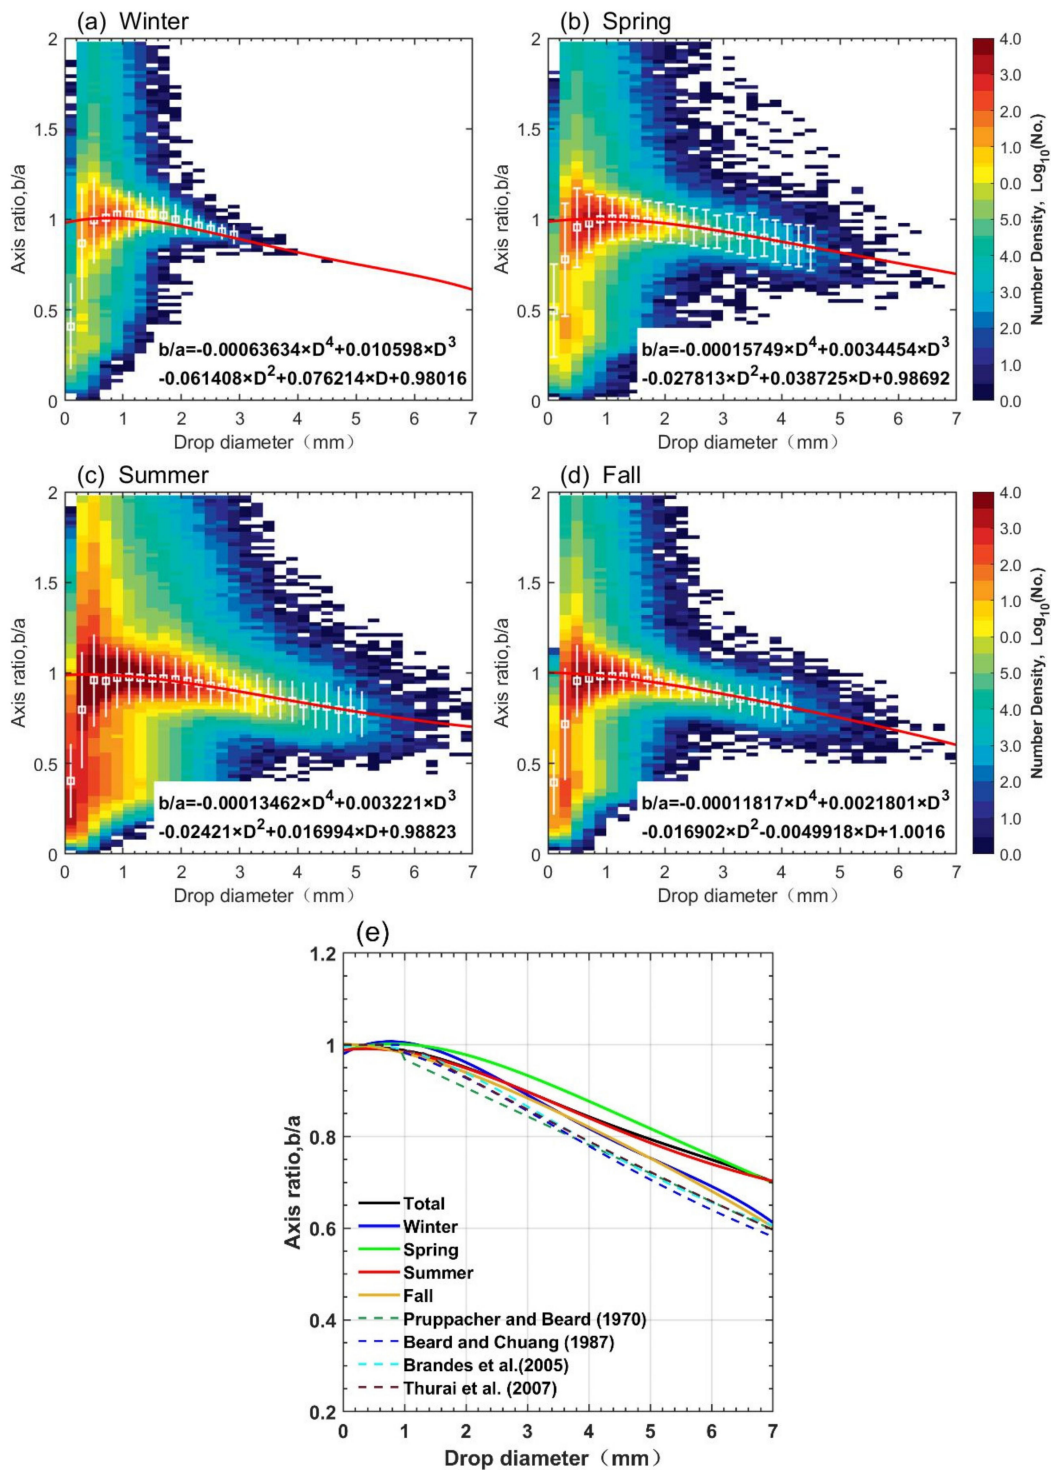 (a) Winter
(b) Spring
2
1.5
1
0.5
0
Axis ratio,b/a
b/a=-0.00063634×D⁴+0.010598×D³
-0.061408×D²+0.076214×D+0.98016
0 1 2 3 4 5 6 7
Drop diameter（mm）
2
1.5
1
0.5
0
Axis ratio,b/a
b/a=-0.00015749×D⁴+0.0034454×D³
-0.027813×D²+0.038725×D+0.98692
0 1 2 3 4 5 6 7
Drop diameter（mm）
4.0
3.0
2.0
1.0
0.0
5.0
4.0
3.0
2.0
1.0
0.0
Number Density, Log₁₀(No.)
(c) Summer
(d) Fall
2
1.5
1
0.5
0
Axis ratio,b/a
b/a=-0.00013462×D⁴+0.003221×D³
-0.02421×D²+0.016994×D+0.98823
0 1 2 3 4 5 6 7
Drop diameter（mm）
2
1.5
1
0.5
0
Axis ratio,b/a
b/a=-0.00011817×D⁴+0.0021801×D³
-0.016902×D²-0.0049918×D+1.0016
0 1 2 3 4 5 6 7
Drop diameter（mm）
4.0
3.0
2.0
1.0
0.0
5.0
4.0
3.0
2.0
1.0
0.0
Number Density, Log₁₀(No.)
(e)
1.2
1
0.8
0.6
0.4
0.2
Axis ratio,b/a
Total
Winter
Spring
Summer
Fall
Pruppacher and Beard (1970)
Beard and Chuang (1987)
Brandes et al.(2005)
Thurai et al. (2007)
0 1 2 3 4 5 6 7
Drop diameter（mm）